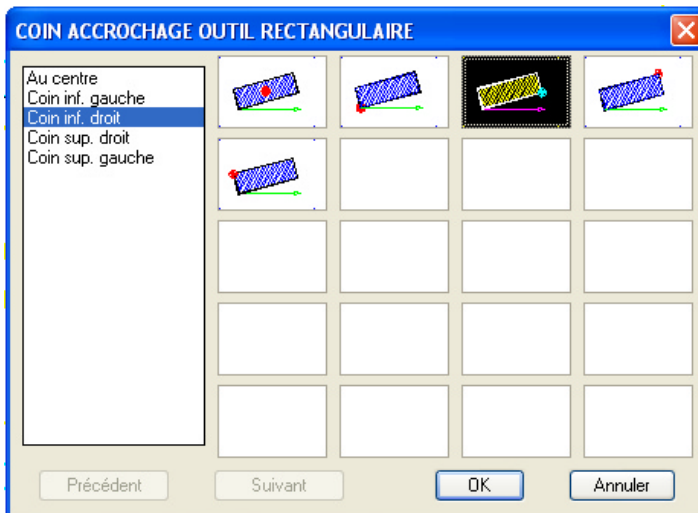 COIN ACCROCHAGE OUTIL RECTANGULAIRE
Au centre
Coin inf. gauche
Coin inf. droit
Coin sup. droit
Coin sup. gauche
Précédent
Suivant
OK
Annuler